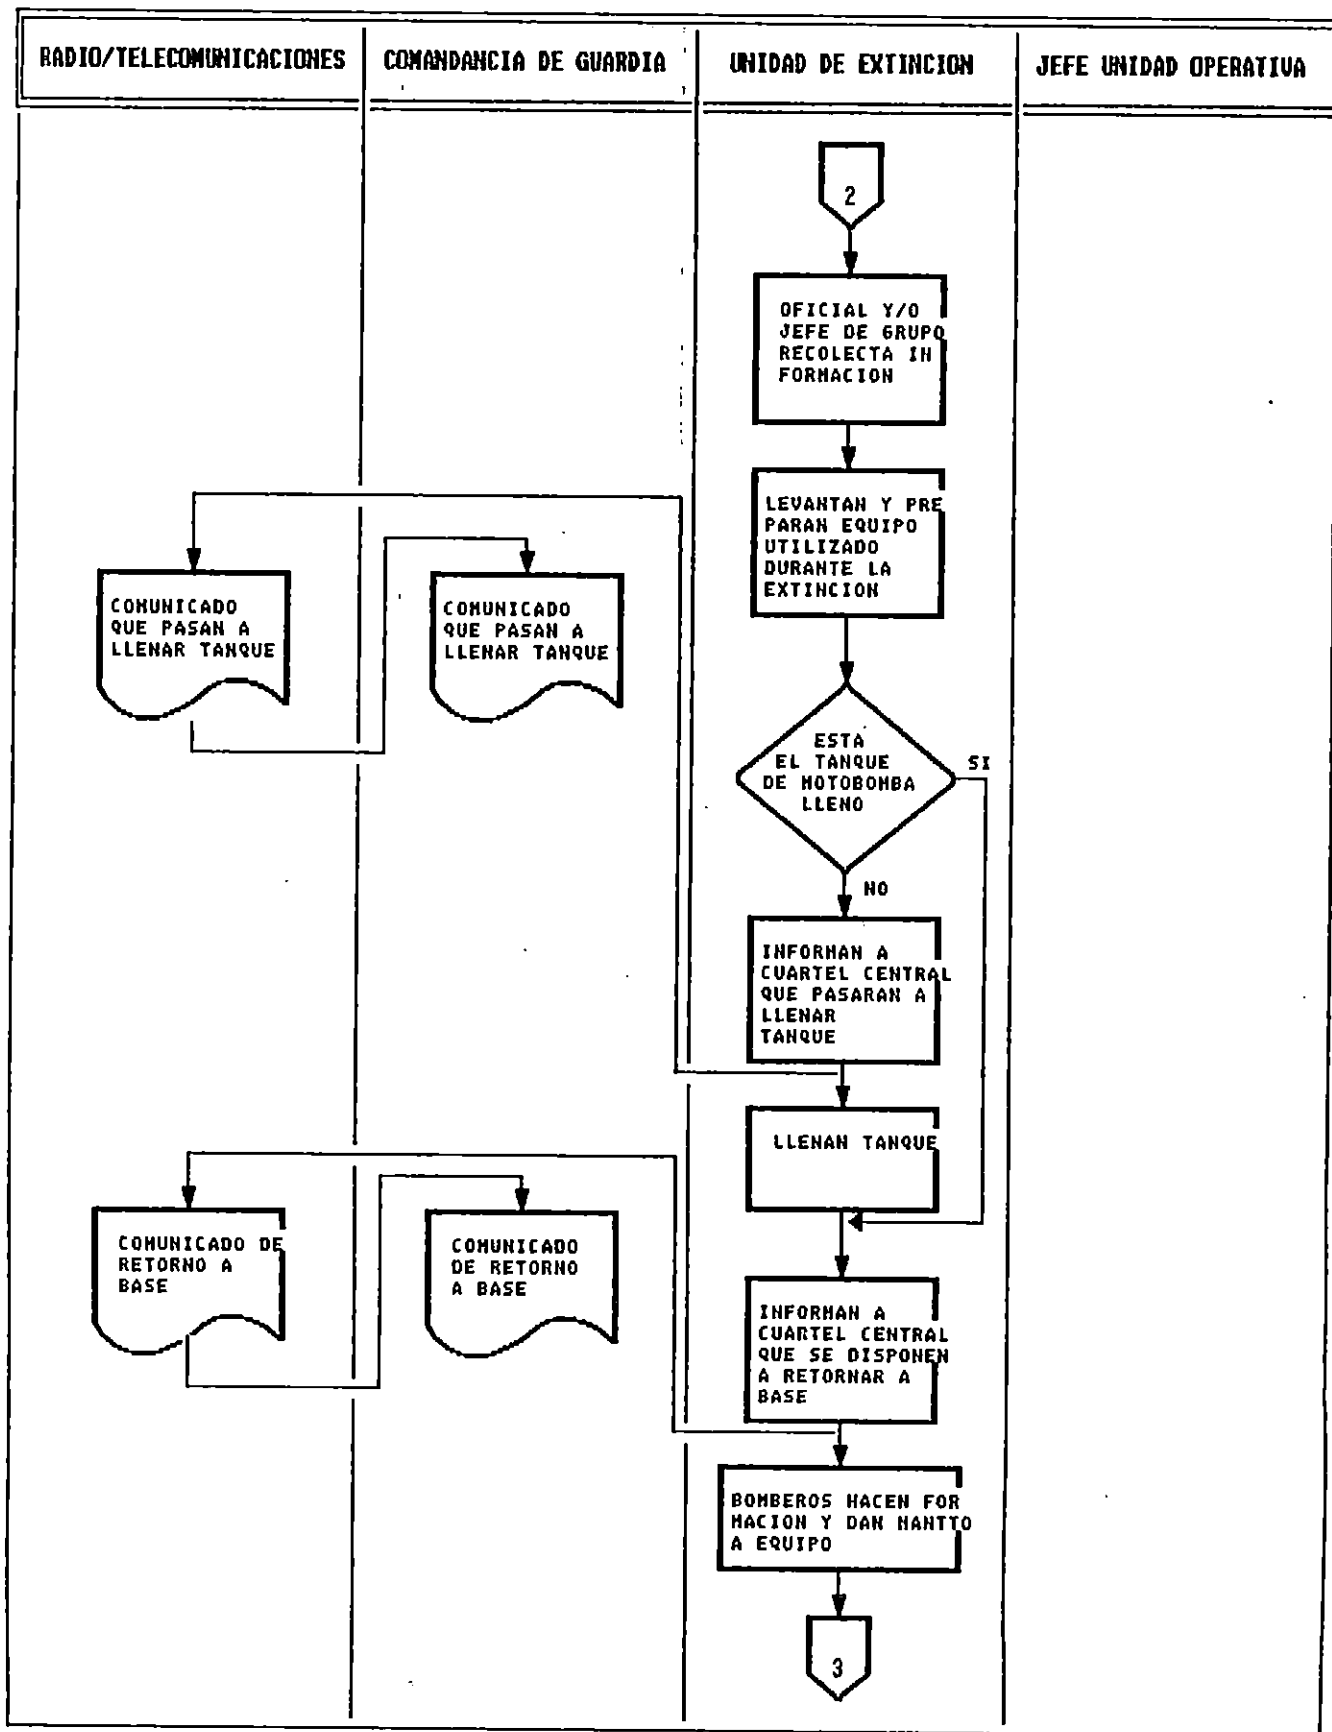 RADIO/TELECOMUNICACIONES
COMANDANCIA DE GUARDIA
UNIDAD DE EXTINCION
JEFE UNIDAD OPERATIVA
2
OFICIAL Y/O
JEFE DE GRUPO
RECOLECTA IN
FORMACION
LEVANTAN Y PRE
PARAN EQUIPO
UTILIZADO
DURANTE LA
EXTINCION
COMUNICADO
QUE PASAN A
LLENAR TANQUE
COMUNICADO
QUE PASAN A
LLENAR TANQUE
ESTA
EL TANQUE
DE MOTOBOMBA
LLENO
SI
NO
INFORMAN A
CUARTEL CENTRAL
QUE PASARAN A
LLENAR
TANQUE
LLENAN TANQUE
COMUNICADO DE
RETORNO A
BASE
COMUNICADO
DE RETORNO
A BASE
INFORMAN A
CUARTEL CENTRAL
QUE SE DISPONEN
A RETORNAR A
BASE
BOMBEROS HACEN FOR
MACION Y DAN MANTTO
A EQUIPO
3